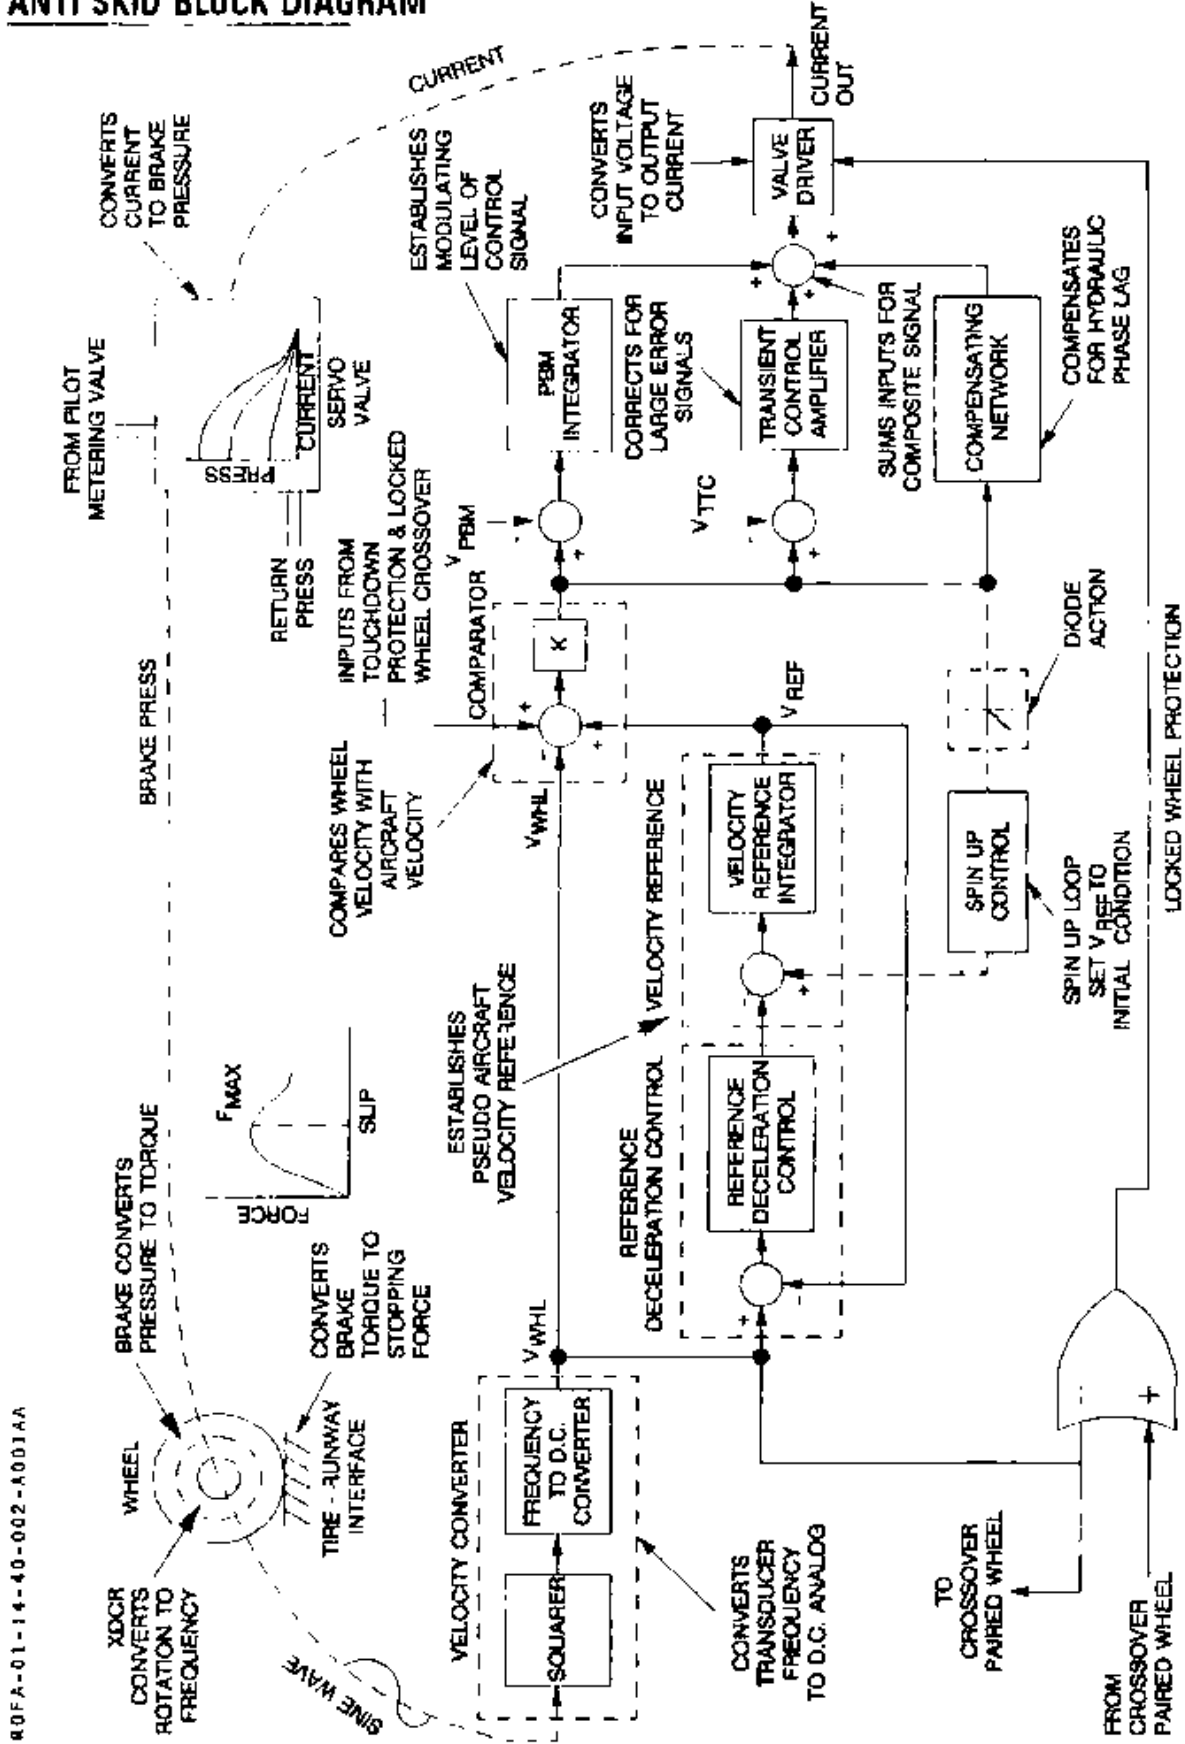 ANTI SKID BLOCK DIAGRAM
FROM PILOT
METERING VALVE
CONVERTS
CURRENT
TO BRAKE
PRESSURE
CURRENT
BRAKE PRESS
PRESS
CURRENT
SERVO
VALVE
RETURN
PRESS
ESTABLISHES
MODULATING
LEVEL OF
CONTROL
SIGNAL
INPUTS FROM
TOUCHDOWN
PROTECTION & LOCKED
WHEEL CROSSOVER
COMPARATOR
V PBM
PBM
INTEGRATOR
K
CORRECTS FOR
LARGE ERROR
SIGNALS
CONVERTS
INPUT VOLTAGE
TO OUTPUT
CURRENT
VALVE
DRIVER
CURRENT
OUT
VTTC
TRANSIENT
CONTROL
AMPLIFIER
SUMS INPUTS FOR
COMPOSITE SIGNAL
COMPENSATING
NETWORK
COMPENSATES
FOR HYDRAULIC
PHASE LAG
DIODE
ACTION
LOCKED WHEEL PROTECTION
COMPARES WHEEL
VELOCITY WITH
AIRCRAFT
VELOCITY
VWHL
V REF
VELOCITY REFERENCE
VELOCITY
REFERENCE
INTEGRATOR
SPIN UP
CONTROL
SPIN UP LOOP
SET V REF TO
INITIAL CONDITION
ESTABLISHES
PSEUDO AIRCRAFT
VELOCITY REFERENCE
REFERENCE
DECELERATION CONTROL
REFERENCE
DECELERATION
CONTROL
FORCE
FMAX
SLIP
BRAKE CONVERTS
PRESSURE TO TORQUE
WHEEL
XDCR
CONVERTS
ROTATION TO
FREQUENCY
CONVERTS
BRAKE
TORQUE TO
STOPPING
FORCE
TIRE - RUNWAY
INTERFACE
SINE WAVE
VELOCITY CONVERTER
SQUARER
FREQUENCY
TO D.C.
CONVERTER
VWHL
CONVERTS
TRANSDUCER
FREQUENCY
TO D.C. ANALOG
TO
CROSSOVER
PAIRED WHEEL
FROM
CROSSOVER
PAIRED WHEEL